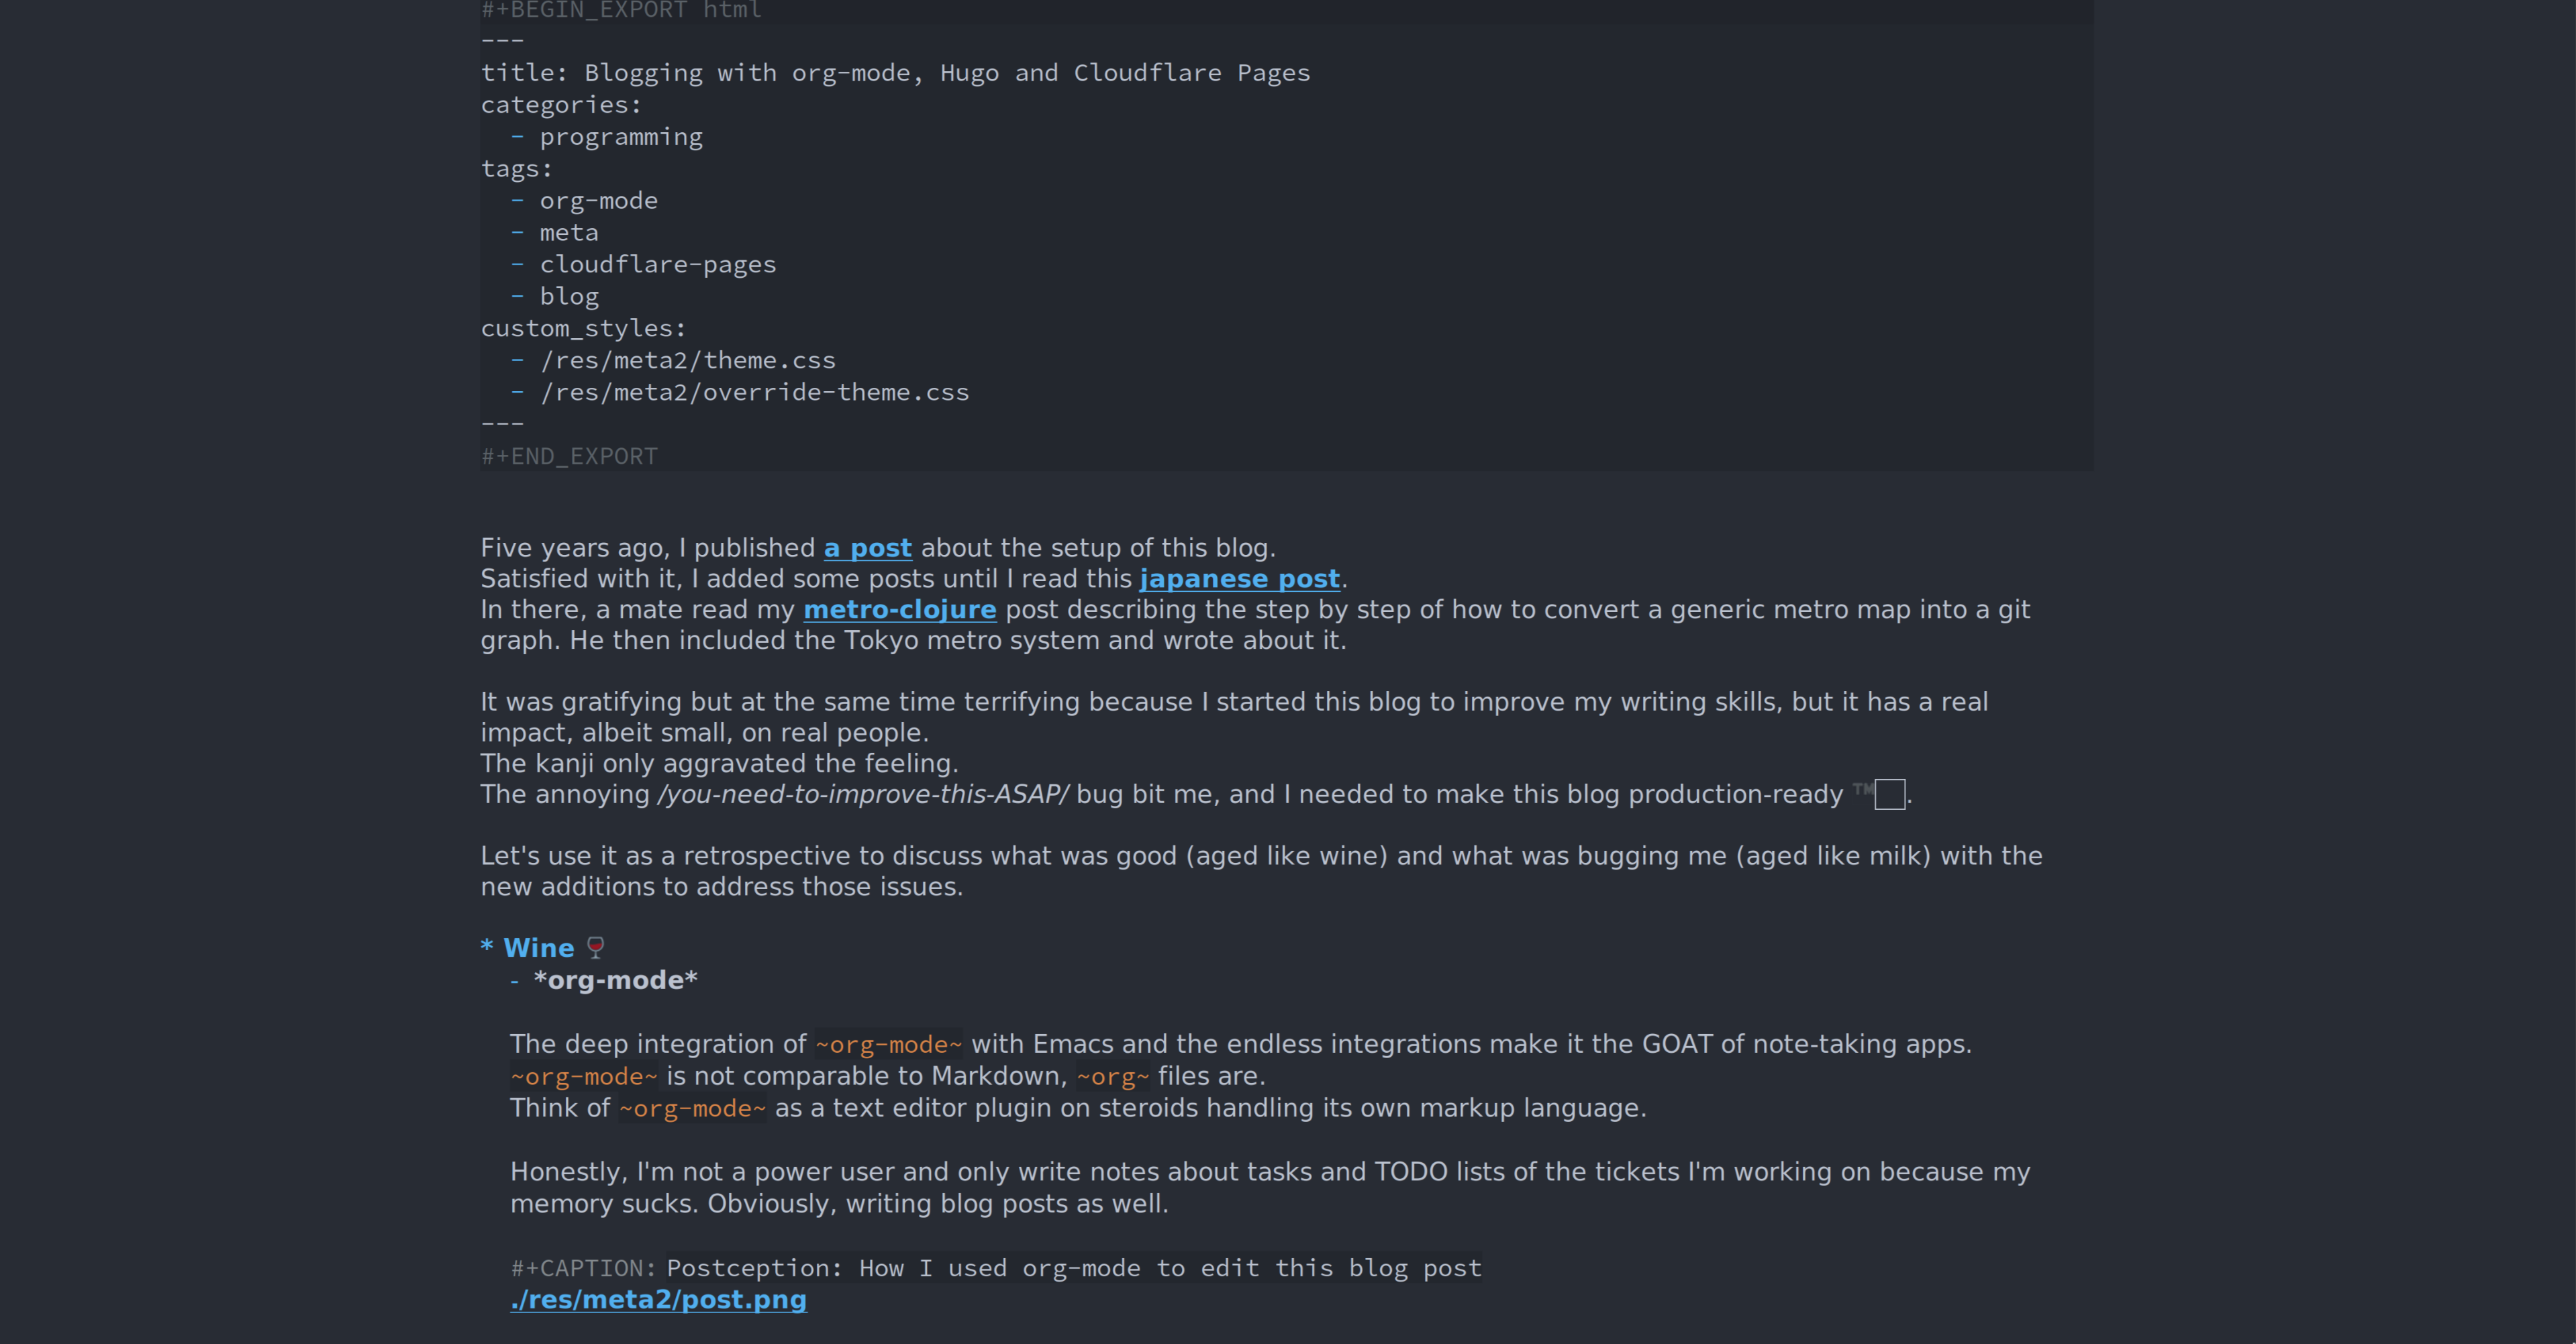 #+BEGIN_EXPORT html
---
title: Blogging with org-mode, Hugo and Cloudflare Pages
categories:
  - programming
tags:
  - org-mode
  - meta
  - cloudflare-pages
  - blog
custom_styles:
  - /res/meta2/theme.css
  - /res/meta2/override-theme.css
---
#+END_EXPORT
Five years ago, I published a post about the setup of this blog.
Satisfied with it, I added some posts until I read this japanese post.
In there, a mate read my metro-clojure post describing the step by step of how to convert a generic metro map into a git
graph. He then included the Tokyo metro system and wrote about it.
It was gratifying but at the same time terrifying because I started this blog to improve my writing skills, but it has a real
impact, albeit small, on real people.
The kanji only aggravated the feeling.
The annoying /you-need-to-improve-this-ASAP/ bug bit me, and I needed to make this blog production-ready ™.
Let's use it as a retrospective to discuss what was good (aged like wine) and what was bugging me (aged like milk) with the
new additions to address those issues.
* Wine 🍷
  - *org-mode*
The deep integration of ~org-mode~ with Emacs and the endless integrations make it the GOAT of note-taking apps.
~org-mode~ is not comparable to Markdown, ~org~ files are.
Think of ~org-mode~ as a text editor plugin on steroids handling its own markup language.
Honestly, I'm not a power user and only write notes about tasks and TODO lists of the tickets I'm working on because my
memory sucks. Obviously, writing blog posts as well.
#+CAPTION: Postception: How I used org-mode to edit this blog post
./res/meta2/post.png